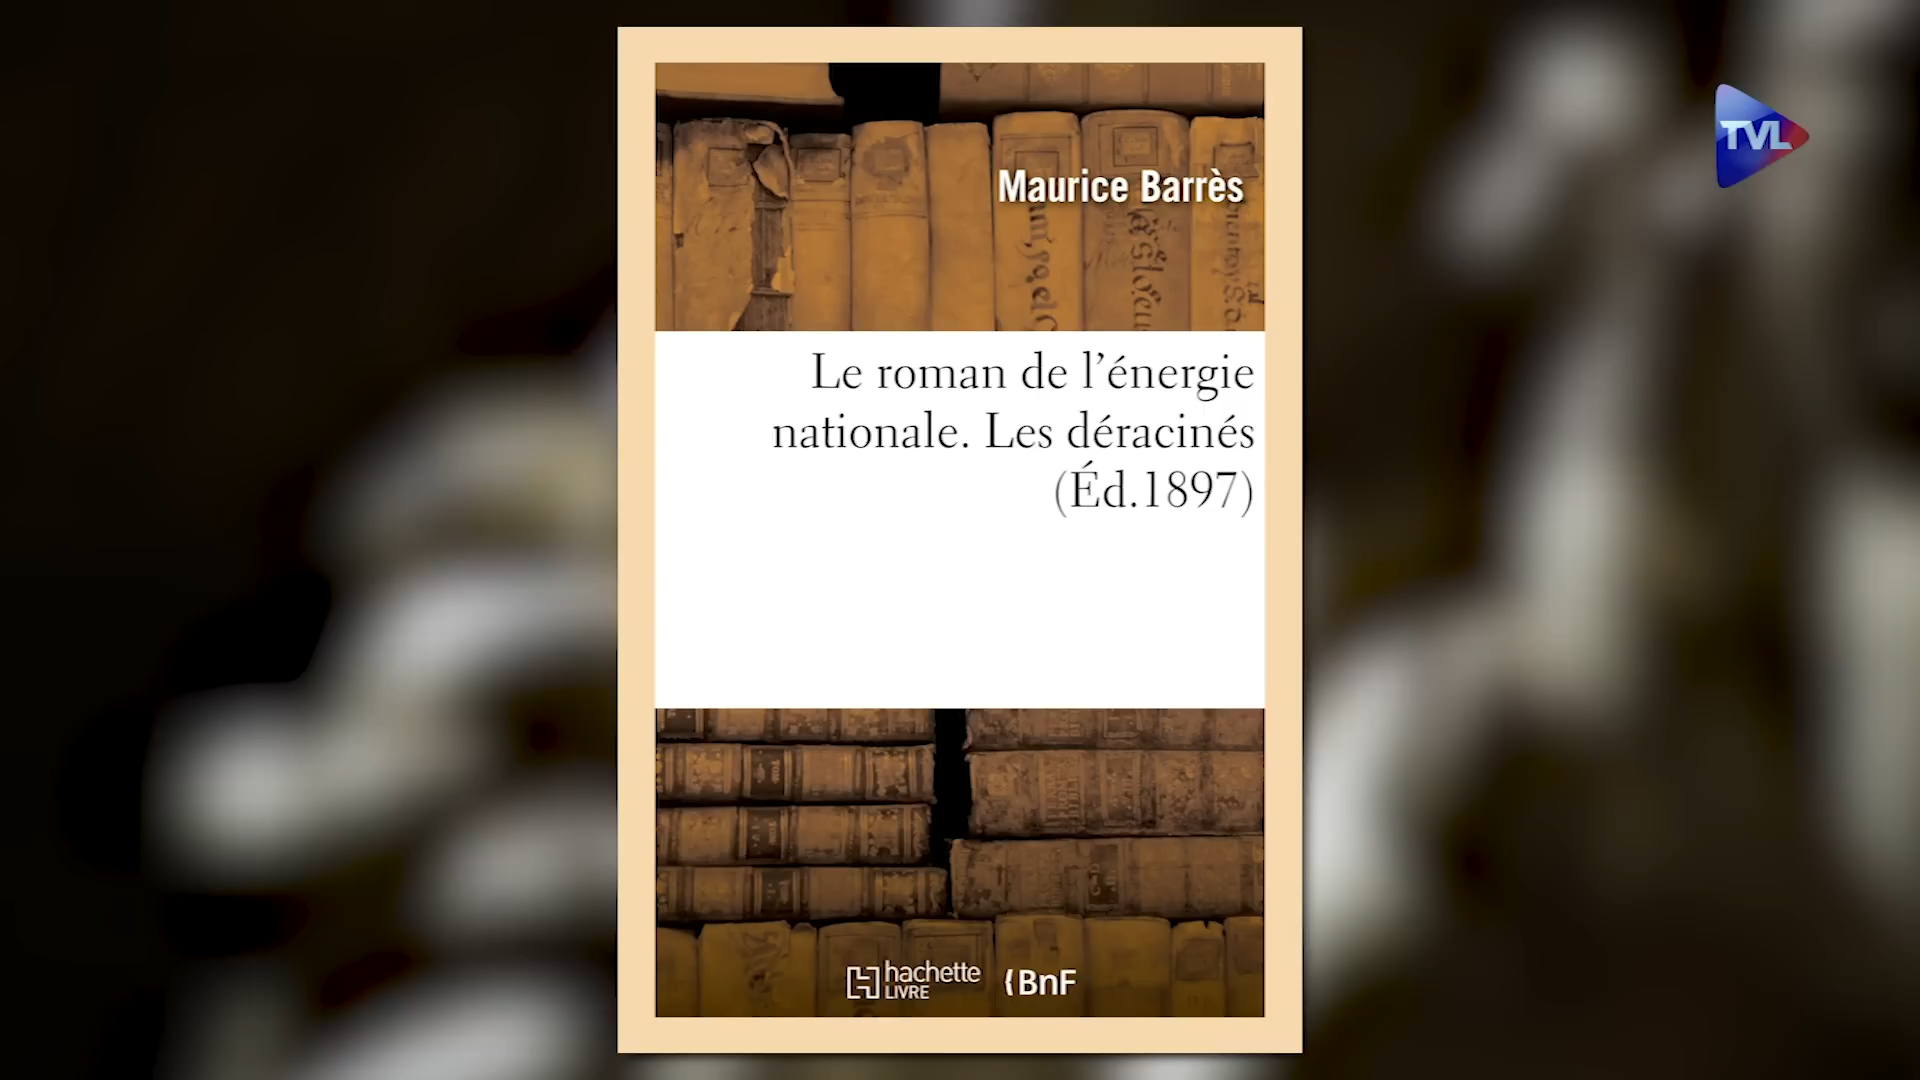 TVL
Maurice Barrès
Le roman de l’énergie
nationale. Les déracinés
(Éd.1897)
hachette
LIVRE
BnF